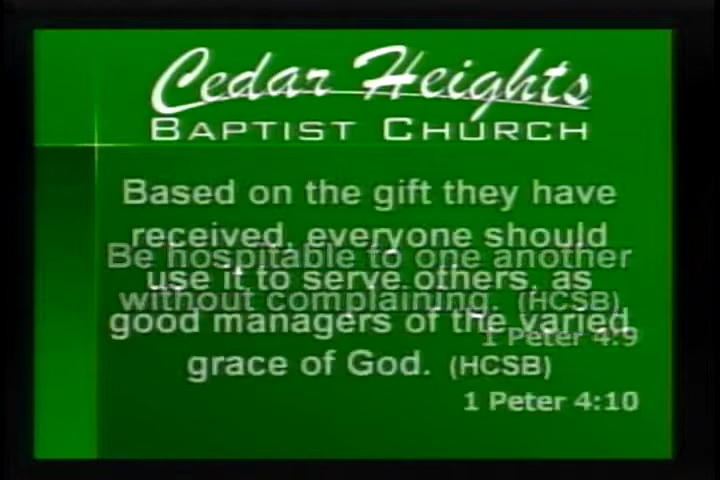 Cedar Heights
BAPTIST CHURCH
Based on the gift they have
received, everyone should
Be hospitable to one another
use it to serve others, as
without complaining. (HCSB)
good managers of the varied
1 Peter 4:9
grace of God. (HCSB)
1 Peter 4:10